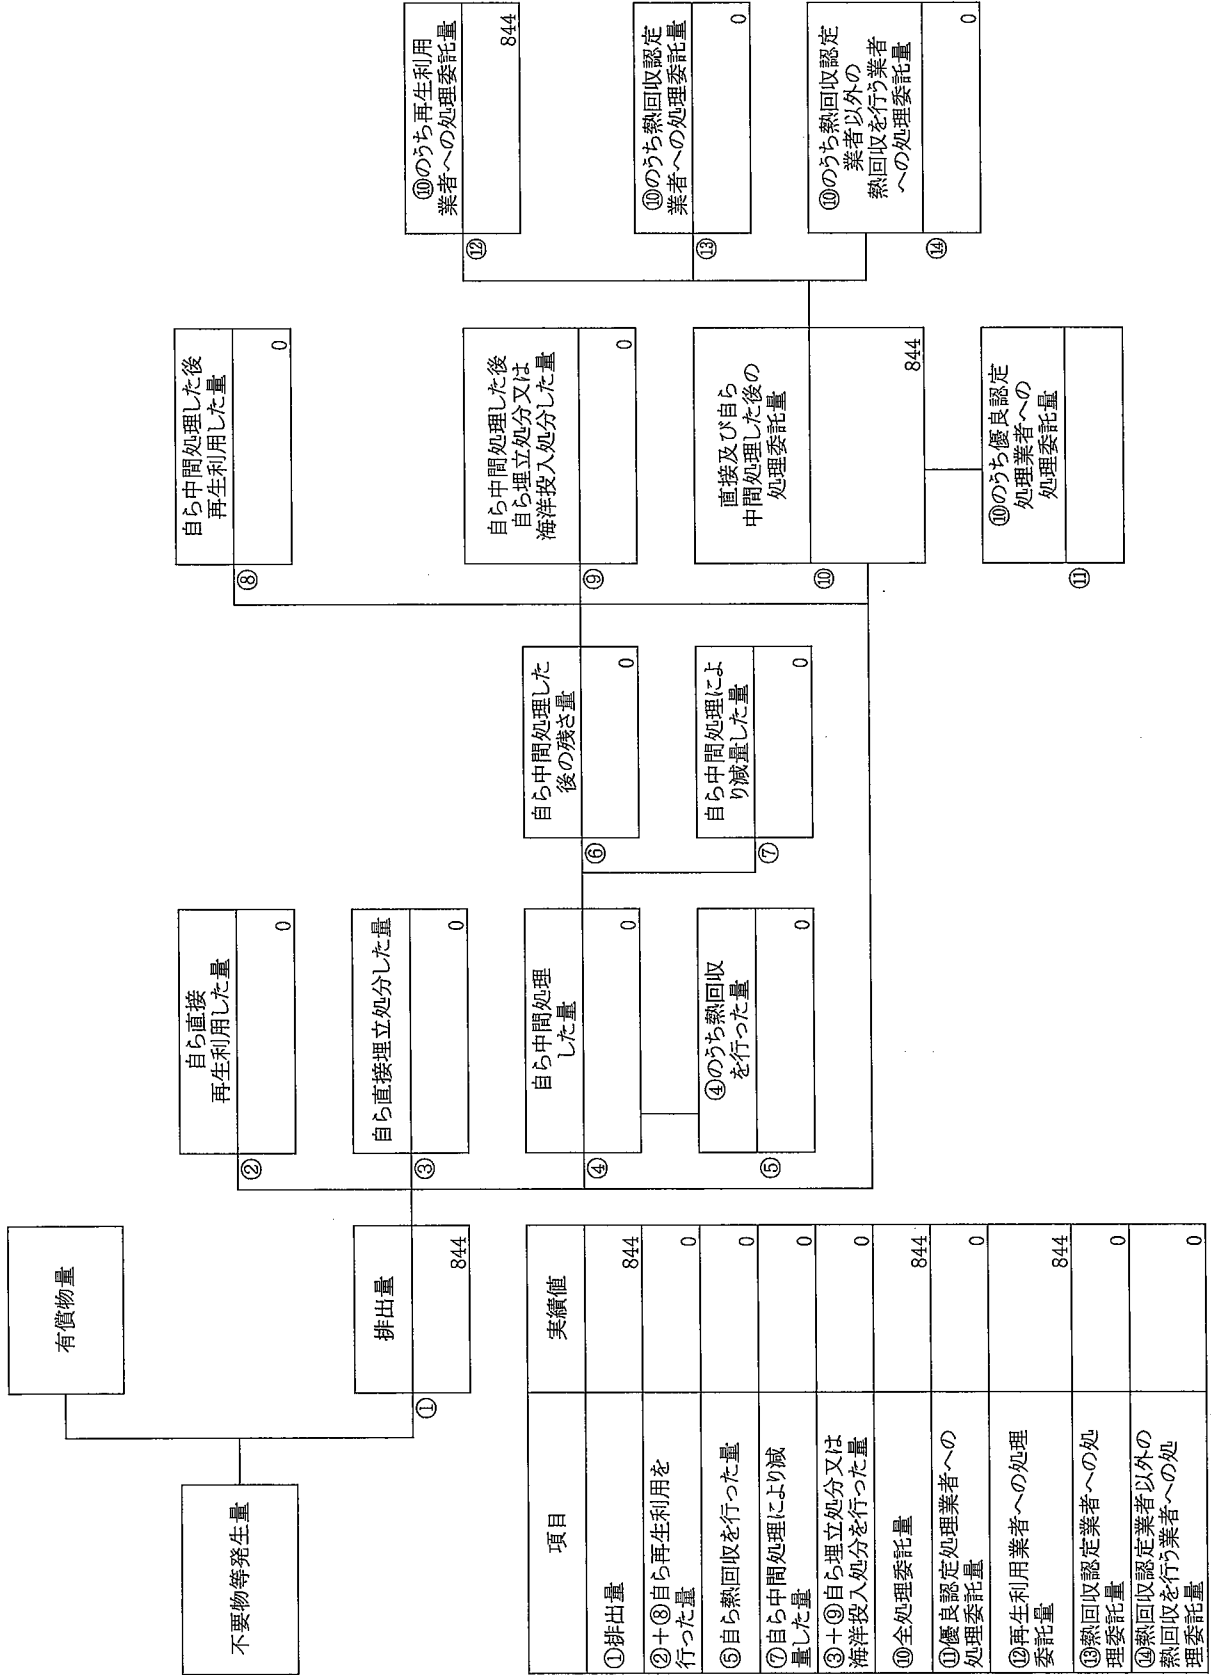 不要物等発生量
有償物量
排出量
①
844
自ら直接
再生利用した量
②
0
自ら直接埋立処分した量
③
0
自ら中間処理
した量
④
0
④のうち熱回収
を行った量
⑤
0
自ら中間処理した
後の残さ量
⑥
0
自ら中間処理によ
り減量した量
⑦
0
自ら中間処理した後
再生利用した量
⑧
0
自ら中間処理した後
自ら埋立処分又は
海洋投入処分した量
⑨
0
直接及び自ら
中間処理した後の
処理委託量
⑩
844
⑩のうち優良認定
処理業者への
処理委託量
⑪
⑩のうち再生利用
業者への処理委託量
⑫
844
⑩のうち熱回収認定
業者への処理委託量
⑬
0
⑩のうち熱回収認定
業者以外の
熱回収を行う業者
への処理委託量
⑭
0
項目 実績値
①排出量 844
②+⑧自ら再生利用を
行った量 0
⑤自ら熱回収を行った量 0
⑦自ら中間処理により減
量した量 0
③+⑨自ら埋立処分又は
海洋投入処分を行った量 0
⑩全処理委託量 844
⑪優良認定処理業者への
処理委託量 0
⑫再生利用業者への処理
委託量 844
⑬熱回収認定業者への処
理委託量 0
⑭熱回収認定業者以外の
熱回収を行う業者への処
理委託量 0